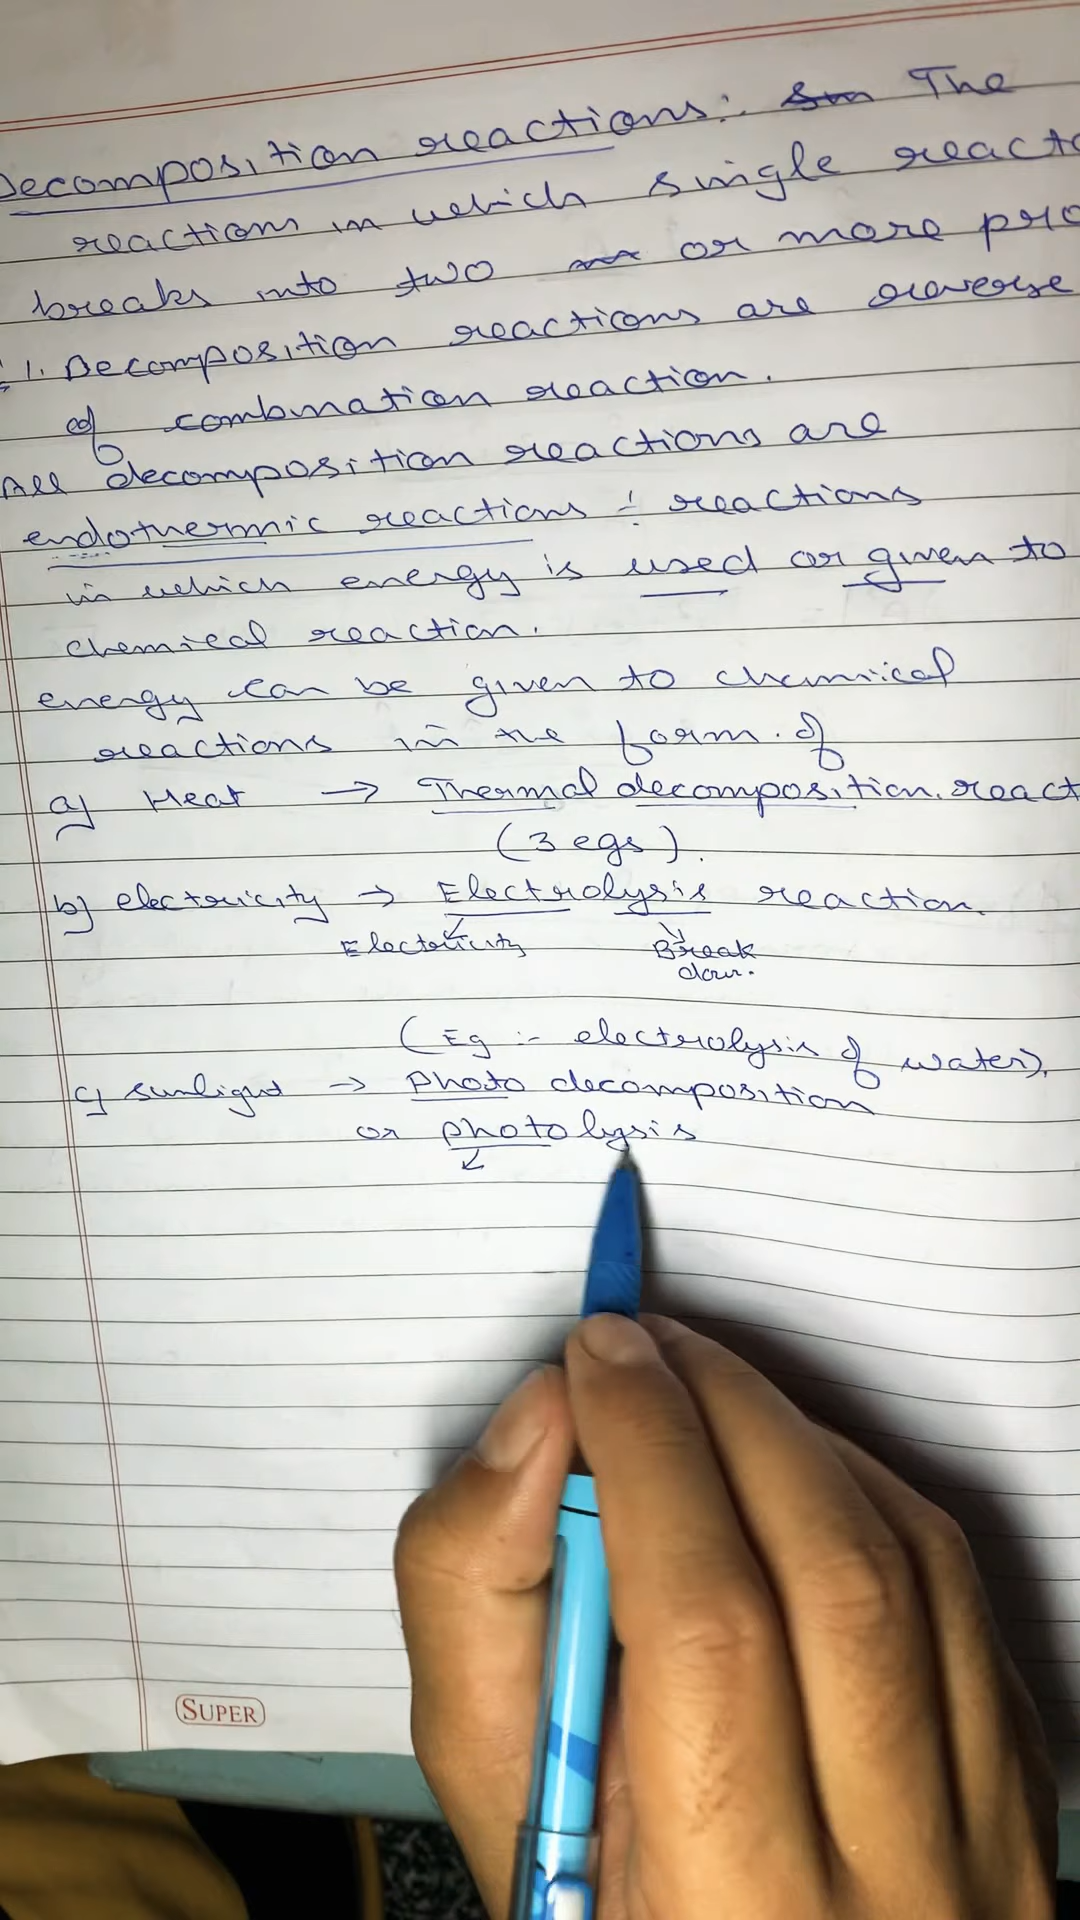 Decomposition reactions:- The
reactions in which single reacta
breaks into two or more pro
1. Decomposition reactions are reverse
of combination reaction.
All decomposition reactions are
endothermic reactions :- reactions
in which energy is used or given to
chemical reaction.
energy can be given to chemical
reactions in the form of
a) Heat → Thermal decomposition react
(3 egs).
b) electricity → Electrolysis reaction.
Electricity Break
down.
(Eg :- electrolysis of water).
c) sunlight → Photo decomposition
or photolysis
SUPER